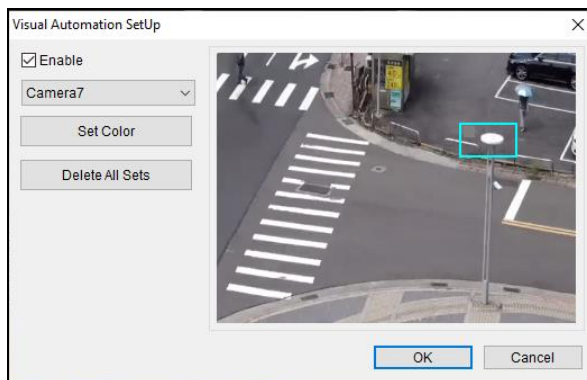 Visual Automation SetUp
Enable
Camera7
Set Color
Delete All Sets
OK
Cancel